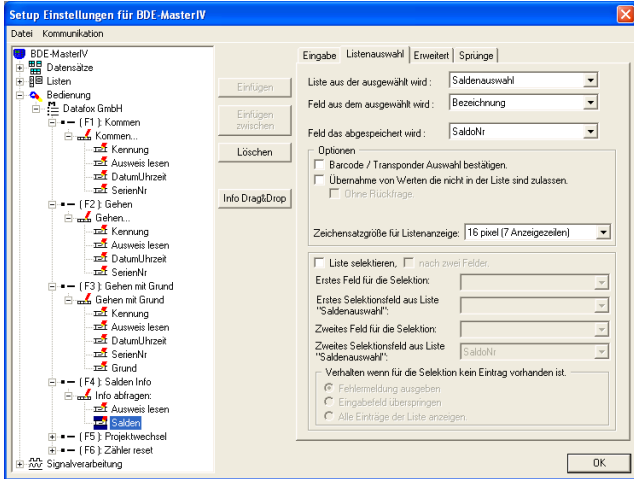 Setup Einstellungen für BDE-MasterIV
Datei Kommunikation
BDE-MasterIV
Datensätze
Listen
Bedienung
Datafox GmbH
(F1): Kommen
Kommen...
Kennung
Ausweis lesen
DatumUhrzeit
SerienNr
(F2): Gehen
Gehen...
Kennung
Ausweis lesen
DatumUhrzeit
SerienNr
(F3): Gehen mit Grund
Gehen mit Grund
Kennung
Ausweis lesen
DatumUhrzeit
SerienNr
Grund
(F4): Salden Info
Info abfragen:
Ausweis lesen
Salden
(F5): Projektwechsel
(F6): Zähler reset
Signalverarbeitung
Einfügen
Einfügen
zwischen
Löschen
Info Drag&Drop
Eingabe Listenauswahl Erweitert Sprünge
Liste aus der ausgewählt wird : Saldenauswahl
Feld aus dem ausgewählt wird : Bezeichnung
Feld das abgespeichert wird : SaldoNr
Optionen
Barcode / Transponder Auswahl bestätigen.
Übernahme von Werten die nicht in der Liste sind zulassen.
Ohne Rückfrage.
Zeichensatzgröße für Listenanzeige: 16 pixel (7 Anzeigezeilen)
Liste selektieren, nach zwei Felder.
Erstes Feld für die Selektion:
Erstes Selektionsfeld aus Liste
"Saldenauswahl":
Zweites Feld für die Selektion:
Zweites Selektionsfeld aus Liste
"Saldenauswahl": SaldoNr
Verhalten wenn für die Selektion kein Eintrag vorhanden ist.
Fehlermeldung ausgeben
Eingabefeld überspringen
Alle Einträge der Liste anzeigen.
OK